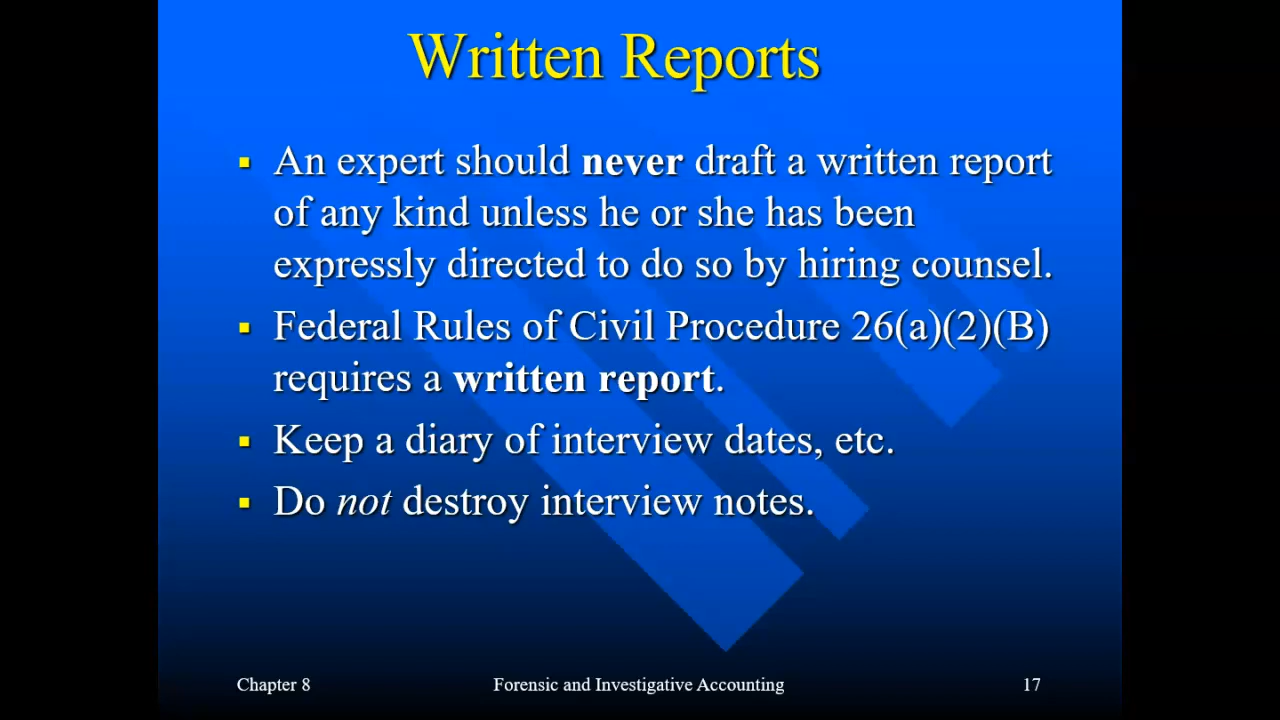 Written Reports
▪ An expert should never draft a written report
of any kind unless he or she has been
expressly directed to do so by hiring counsel.
▪ Federal Rules of Civil Procedure 26(a)(2)(B)
requires a written report.
▪ Keep a diary of interview dates, etc.
▪ Do not destroy interview notes.
Chapter 8
Forensic and Investigative Accounting
17